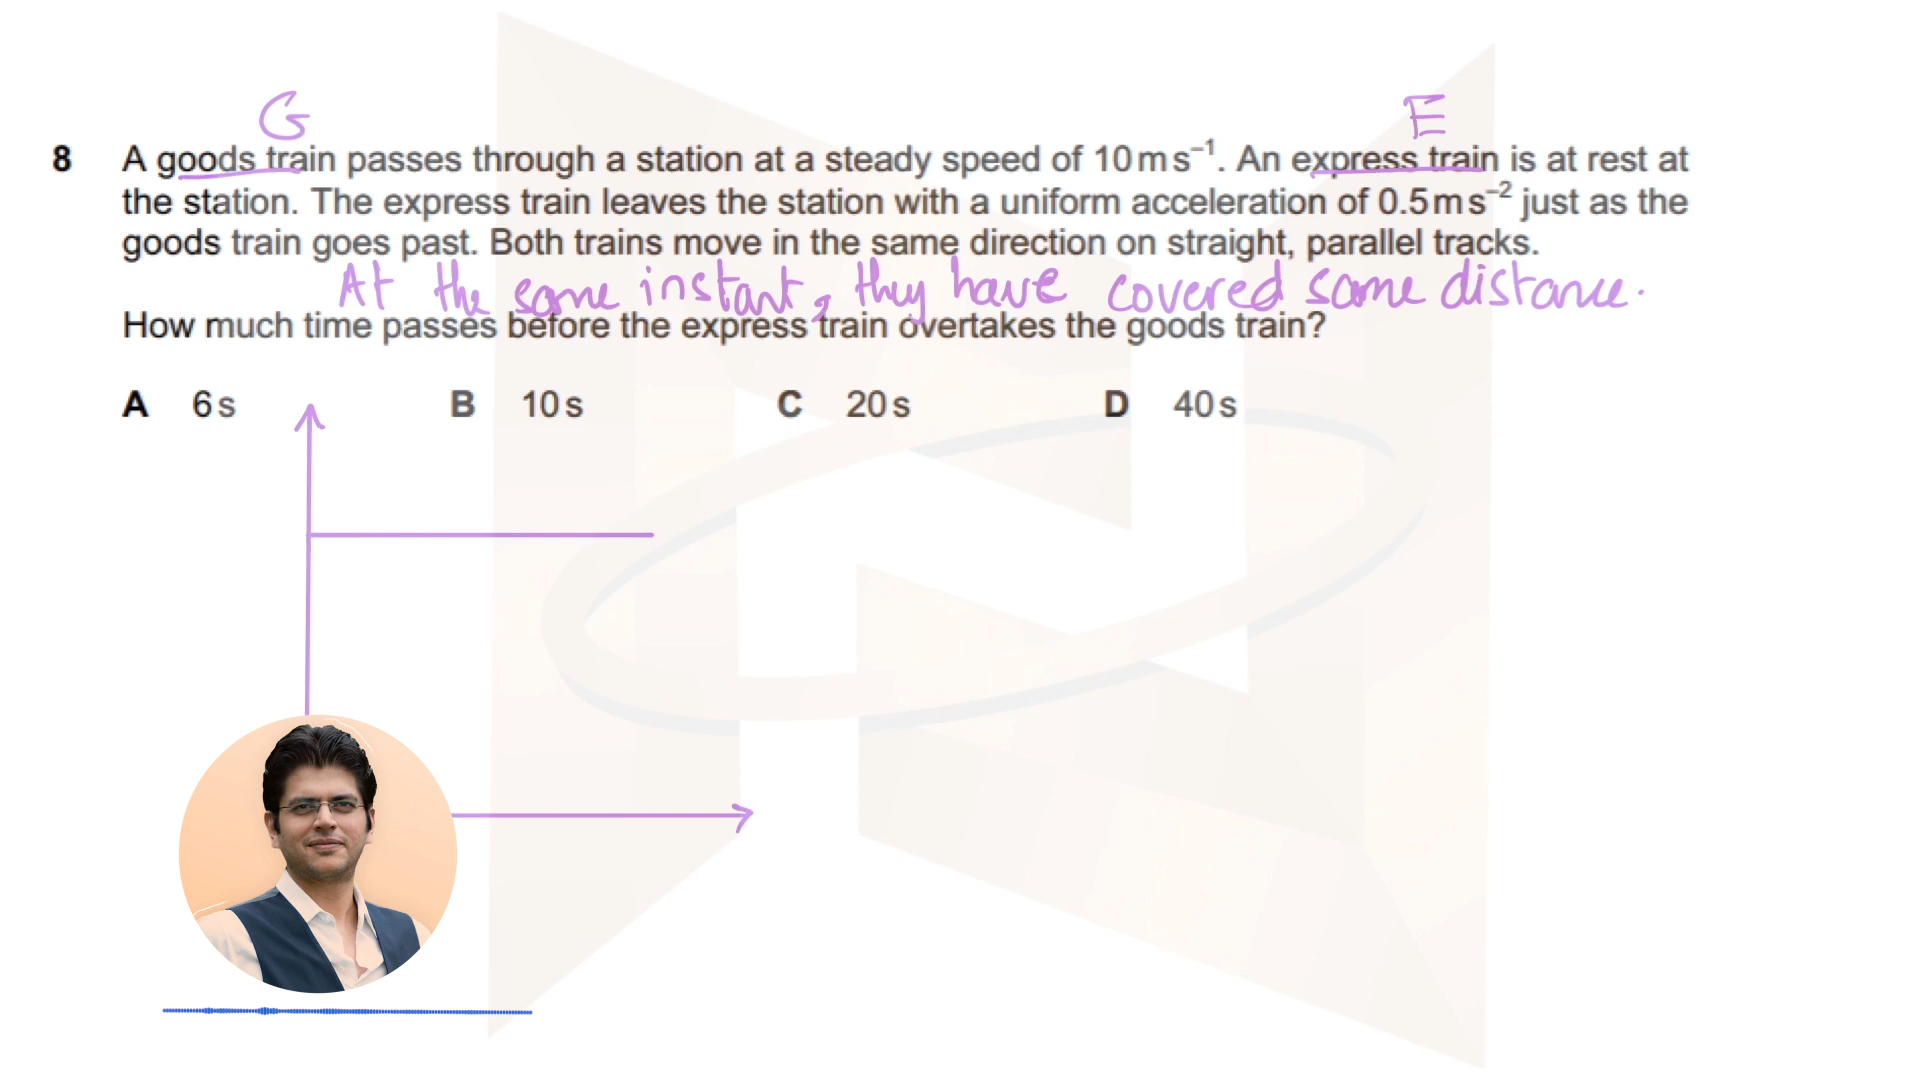 G
E
8 A goods train passes through a station at a steady speed of 10 m s⁻¹. An express train is at rest at
the station. The express train leaves the station with a uniform acceleration of 0.5 m s⁻² just as the
goods train goes past. Both trains move in the same direction on straight, parallel tracks.
At the same instant, they have covered same distance.
How much time passes before the express train overtakes the goods train?
A 6 s B 10 s C 20 s D 40 s